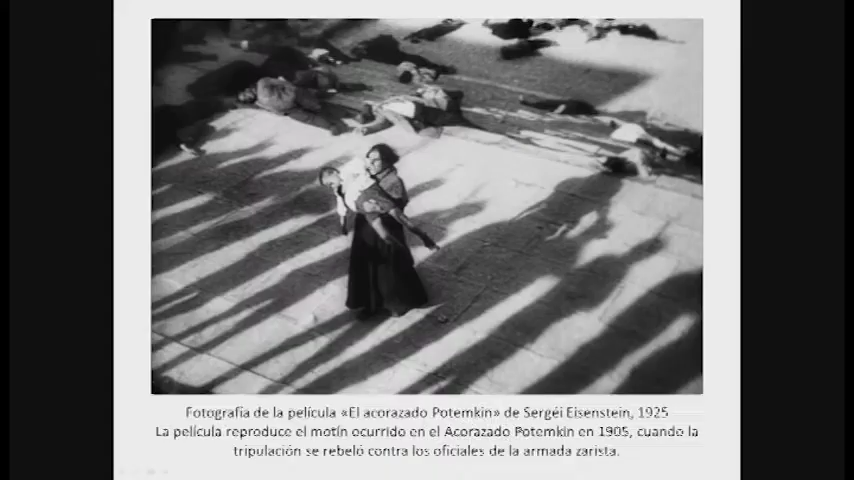 Fotografía de la película «El acorazado Potemkin» de Sergéi Eisenstein, 1925
La película reproduce el motín ocurrido en el Acorazado Potemkin en 1905, cuando la
tripulación se rebeló contra los oficiales de la armada zarista.